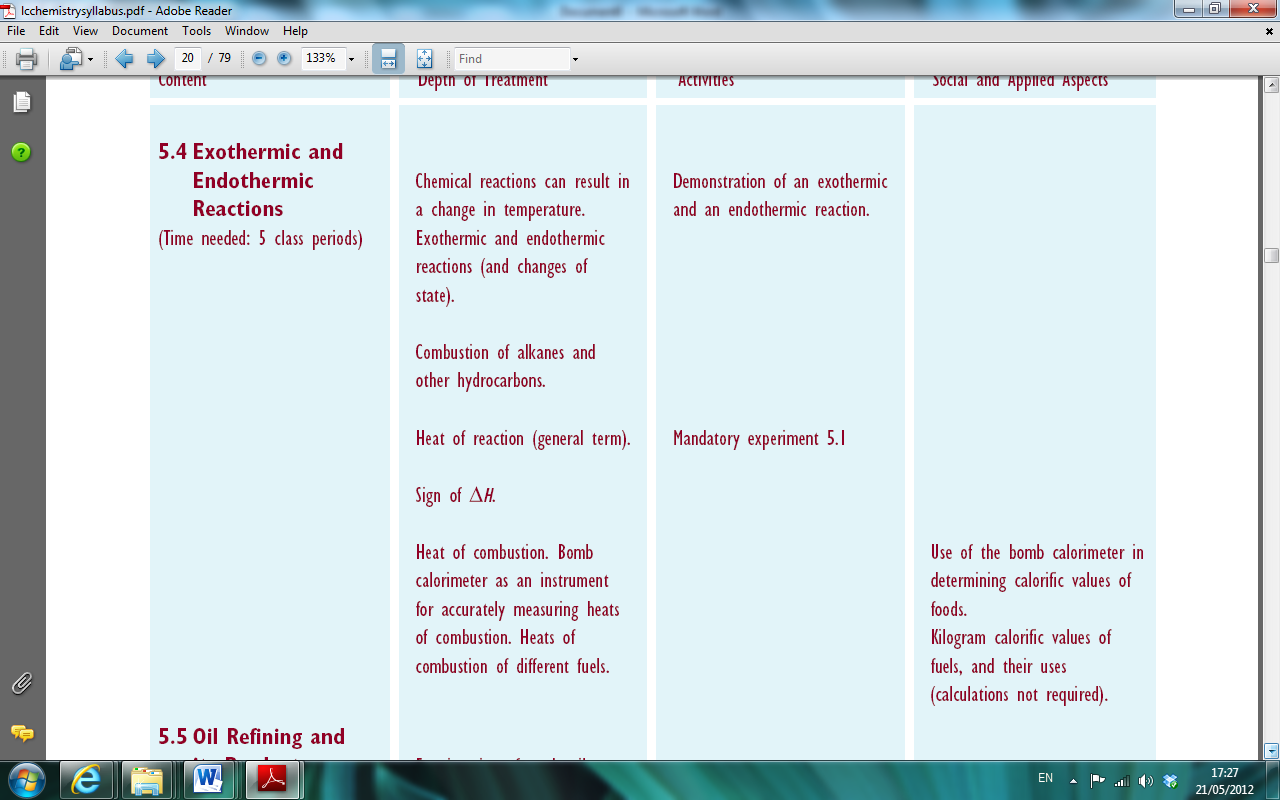 lcchemistrysyllabus.pdf - Adobe Reader
File Edit View Document Tools Window Help
20 / 79 133% Find
Content Depth of Treatment Activities Social and Applied Aspects
5.4 Exothermic and
Endothermic
Reactions
(Time needed: 5 class periods)
Chemical reactions can result in
a change in temperature.
Exothermic and endothermic
reactions (and changes of
state).
Combustion of alkanes and
other hydrocarbons.
Heat of reaction (general term).
Sign of ΔH.
Heat of combustion. Bomb
calorimeter as an instrument
for accurately measuring heats
of combustion. Heats of
combustion of different fuels.
Demonstration of an exothermic
and an endothermic reaction.
Mandatory experiment 5.1
Use of the bomb calorimeter in
determining calorific values of
foods.
Kilogram calorific values of
fuels, and their uses
(calculations not required).
5.5 Oil Refining and
EN
17:27
21/05/2012